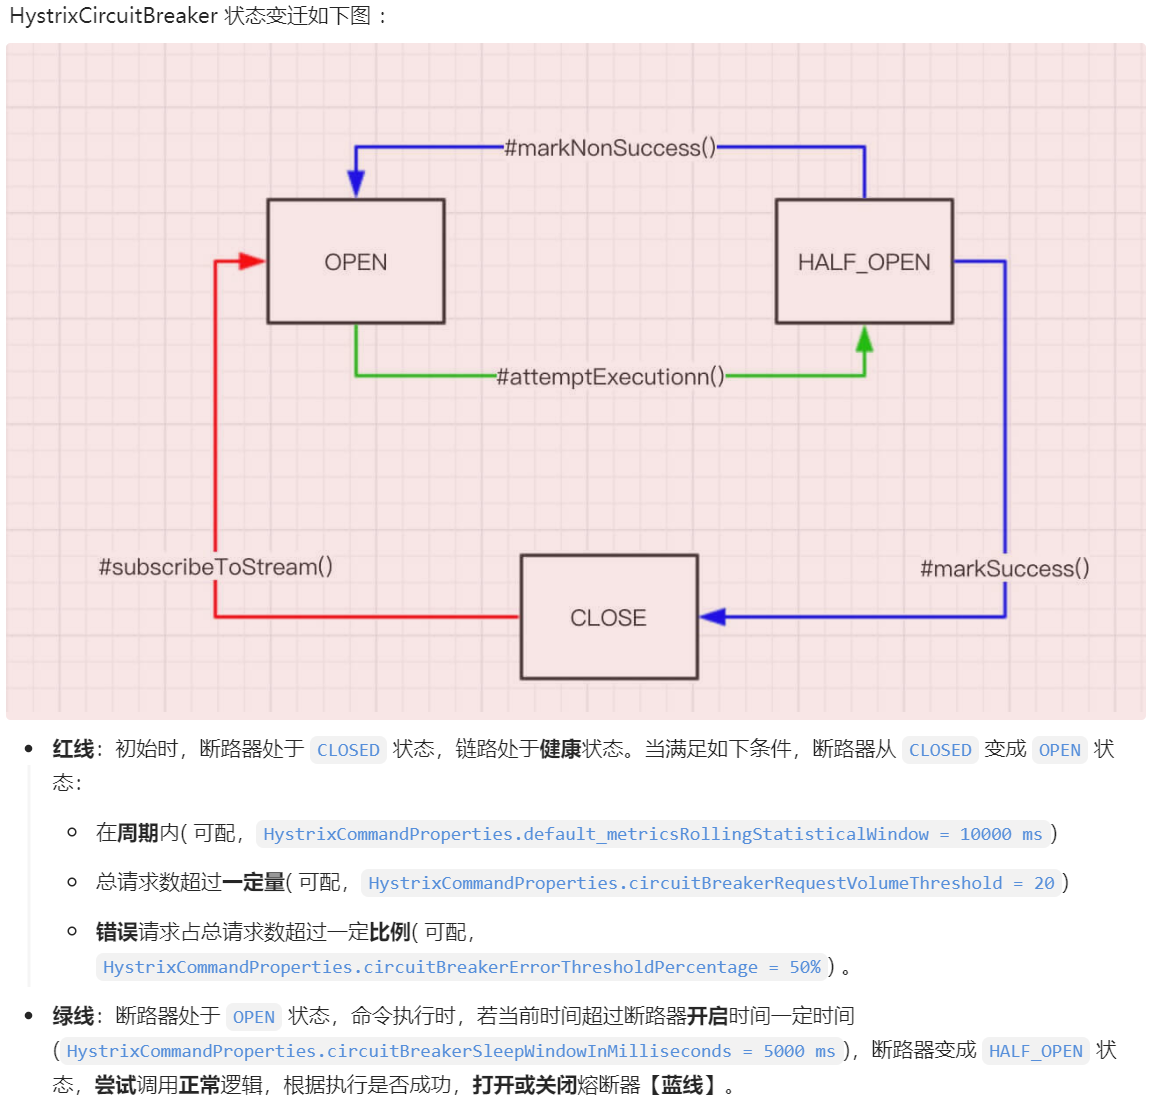 HystrixCircuitBreaker 状态变迁如下图 ：
#markNonSuccess()
OPEN
HALF_OPEN
#attemptExecutionn()
#subscribeToStream()
#markSuccess()
CLOSE
• 红线：初始时，断路器处于 CLOSED 状态，链路处于健康状态。当满足如下条件，断路器从 CLOSED 变成 OPEN 状
态：
○ 在周期内( 可配， HystrixCommandProperties.default_metricsRollingStatisticalWindow = 10000 ms )
○ 总请求数超过一定量( 可配， HystrixCommandProperties.circuitBreakerRequestVolumeThreshold = 20 )
○ 错误请求占总请求数超过一定比例( 可配，
HystrixCommandProperties.circuitBreakerErrorThresholdPercentage = 50% ) 。
• 绿线：断路器处于 OPEN 状态，命令执行时，若当前时间超过断路器开启时间一定时间
( HystrixCommandProperties.circuitBreakerSleepWindowInMilliseconds = 5000 ms )，断路器变成 HALF_OPEN 状
态，尝试调用正常逻辑，根据执行是否成功，打开或关闭熔断器【蓝线】。